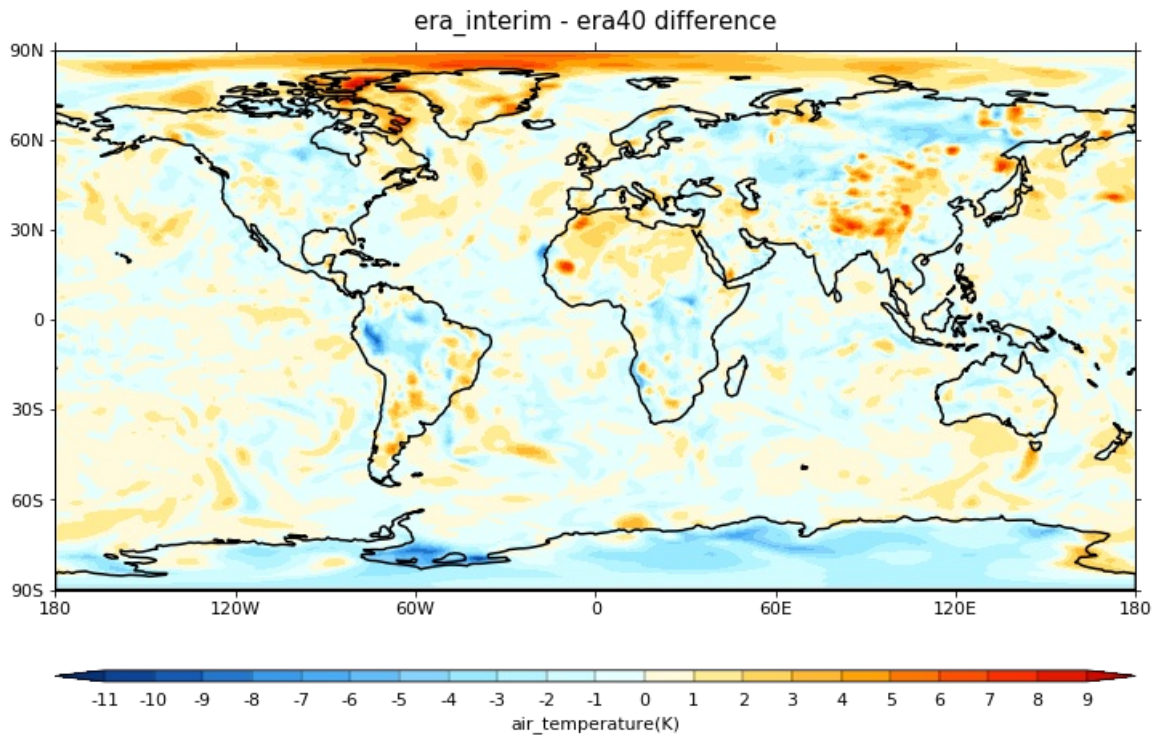 era_interim - era40 difference
90N
60N
30N
0
30S
60S
90S
180 120W 60W 0 60E 120E 180
-11 -10 -9 -8 -7 -6 -5 -4 -3 -2 -1 0 1 2 3 4 5 6 7 8 9
air_temperature(K)